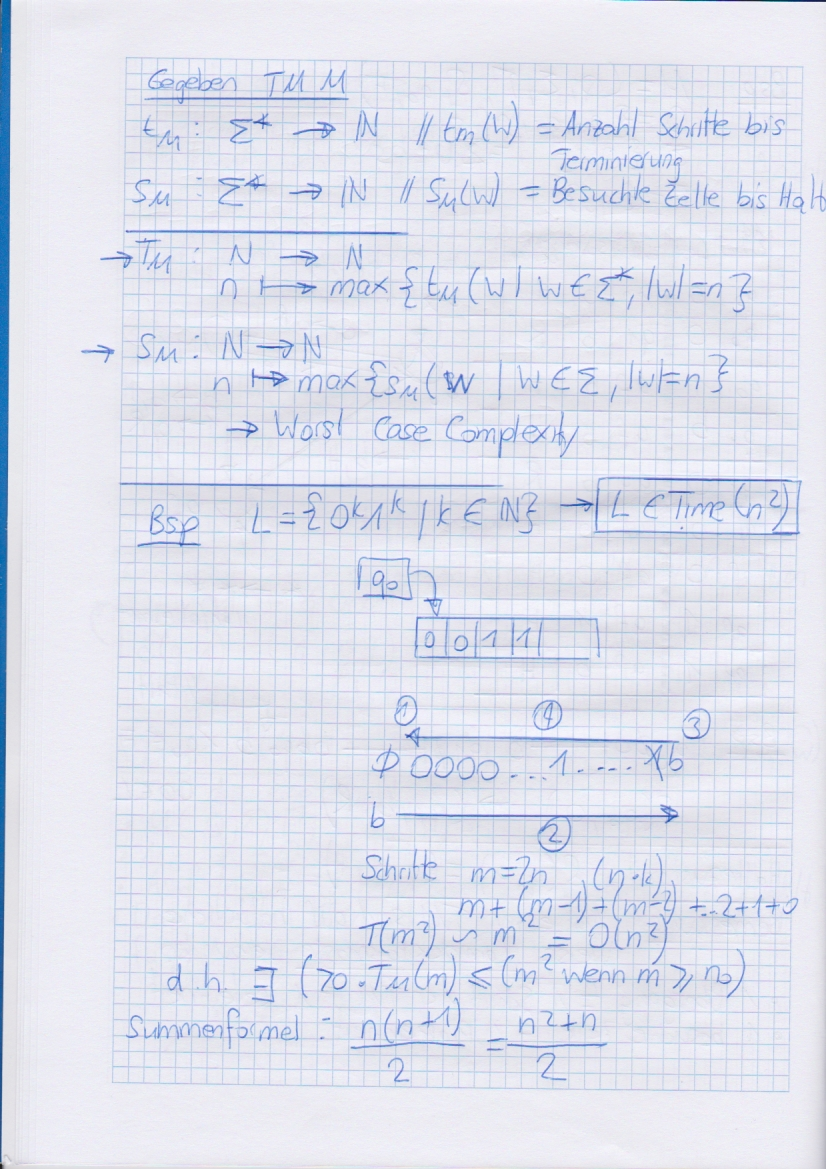 Gegeben TM M
t_M : Σ* → ℕ // t_M(W) = Anzahl Schritte bis
Terminierung
S_M : Σ* → ℕ // S_M(W) = Besuchte Zelle bis Halt
→ T_M : N → N
n ↦ max {t_M (W | W ∈ Σ*, |W|=n }
→ S_M : N → N
n ↦ max {s_M (W | W ∈ Σ, |W|=n }
→ Worst Case Complexity
Bsp L = { 0^k 1^k | k ∈ ℕ} → L ∈ Time(n²)
q₀
0 0 1 1
① ④ ③
0 0000...1.....1 b
b ②
Schritte m=2n (n·k)
m + (m-1)+(m-2) +..2+1+0
T(m²) ~ m² = O(n²)
d.h. ∃ C>0 . T_M(m) ≤ Cm² wenn m ≥ n₀)
Summenformel : n(n+1)/2 = n²+n/2